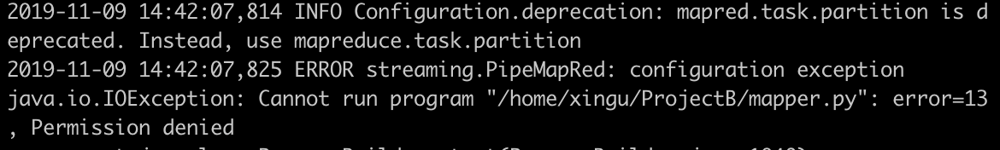 2019-11-09 14:42:07,814 INFO Configuration.deprecation: mapred.task.partition is d
eprecated. Instead, use mapreduce.task.partition
2019-11-09 14:42:07,825 ERROR streaming.PipeMapRed: configuration exception
java.io.IOException: Cannot run program "/home/xingu/ProjectB/mapper.py": error=13
, Permission denied